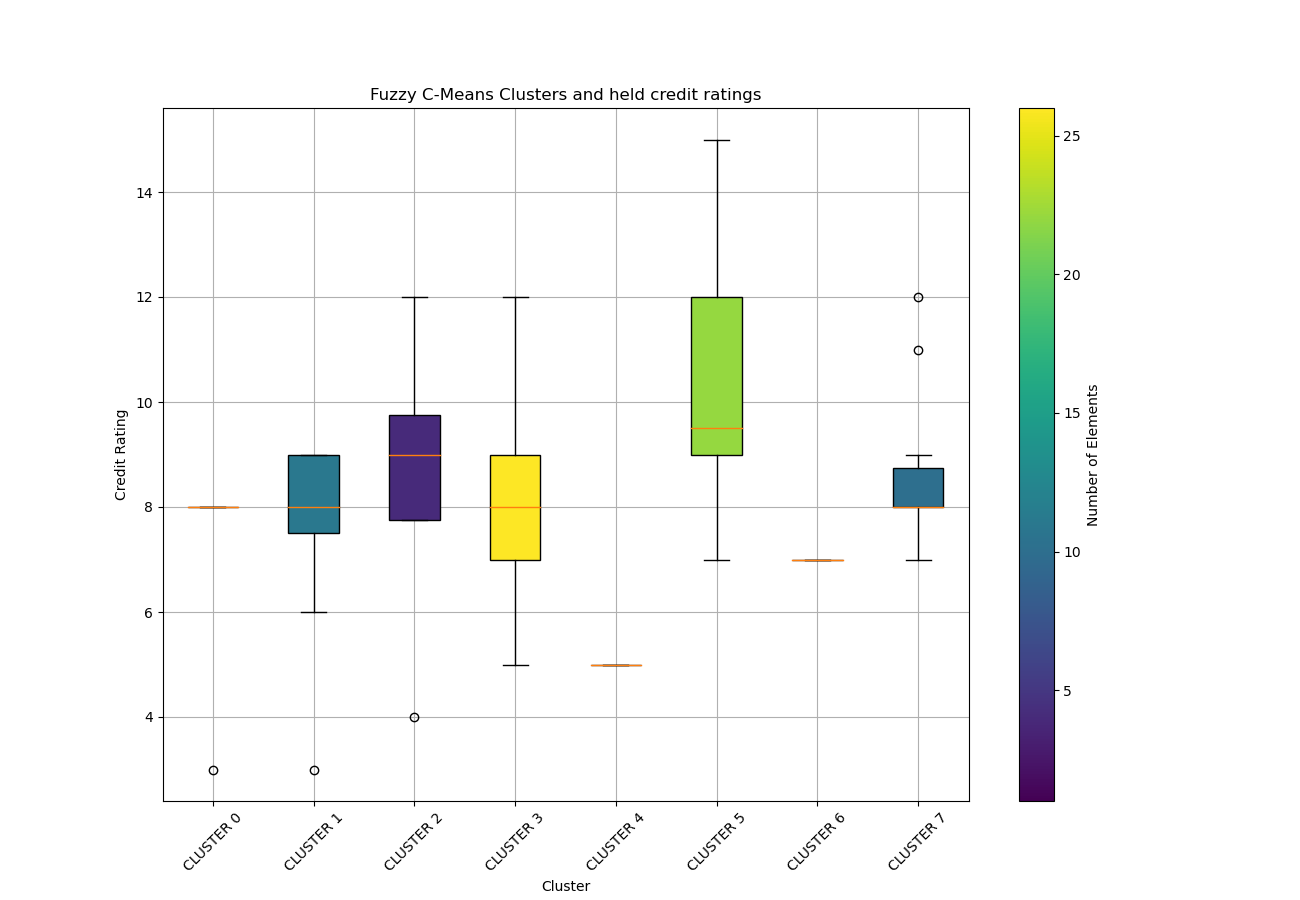 Fuzzy C-Means Clusters and held credit ratings
14
12
10
8
6
4
Credit Rating
CLUSTER 0
CLUSTER 1
CLUSTER 2
CLUSTER 3
CLUSTER 4
CLUSTER 5
CLUSTER 6
CLUSTER 7
Cluster
25
20
15
10
5
Number of Elements